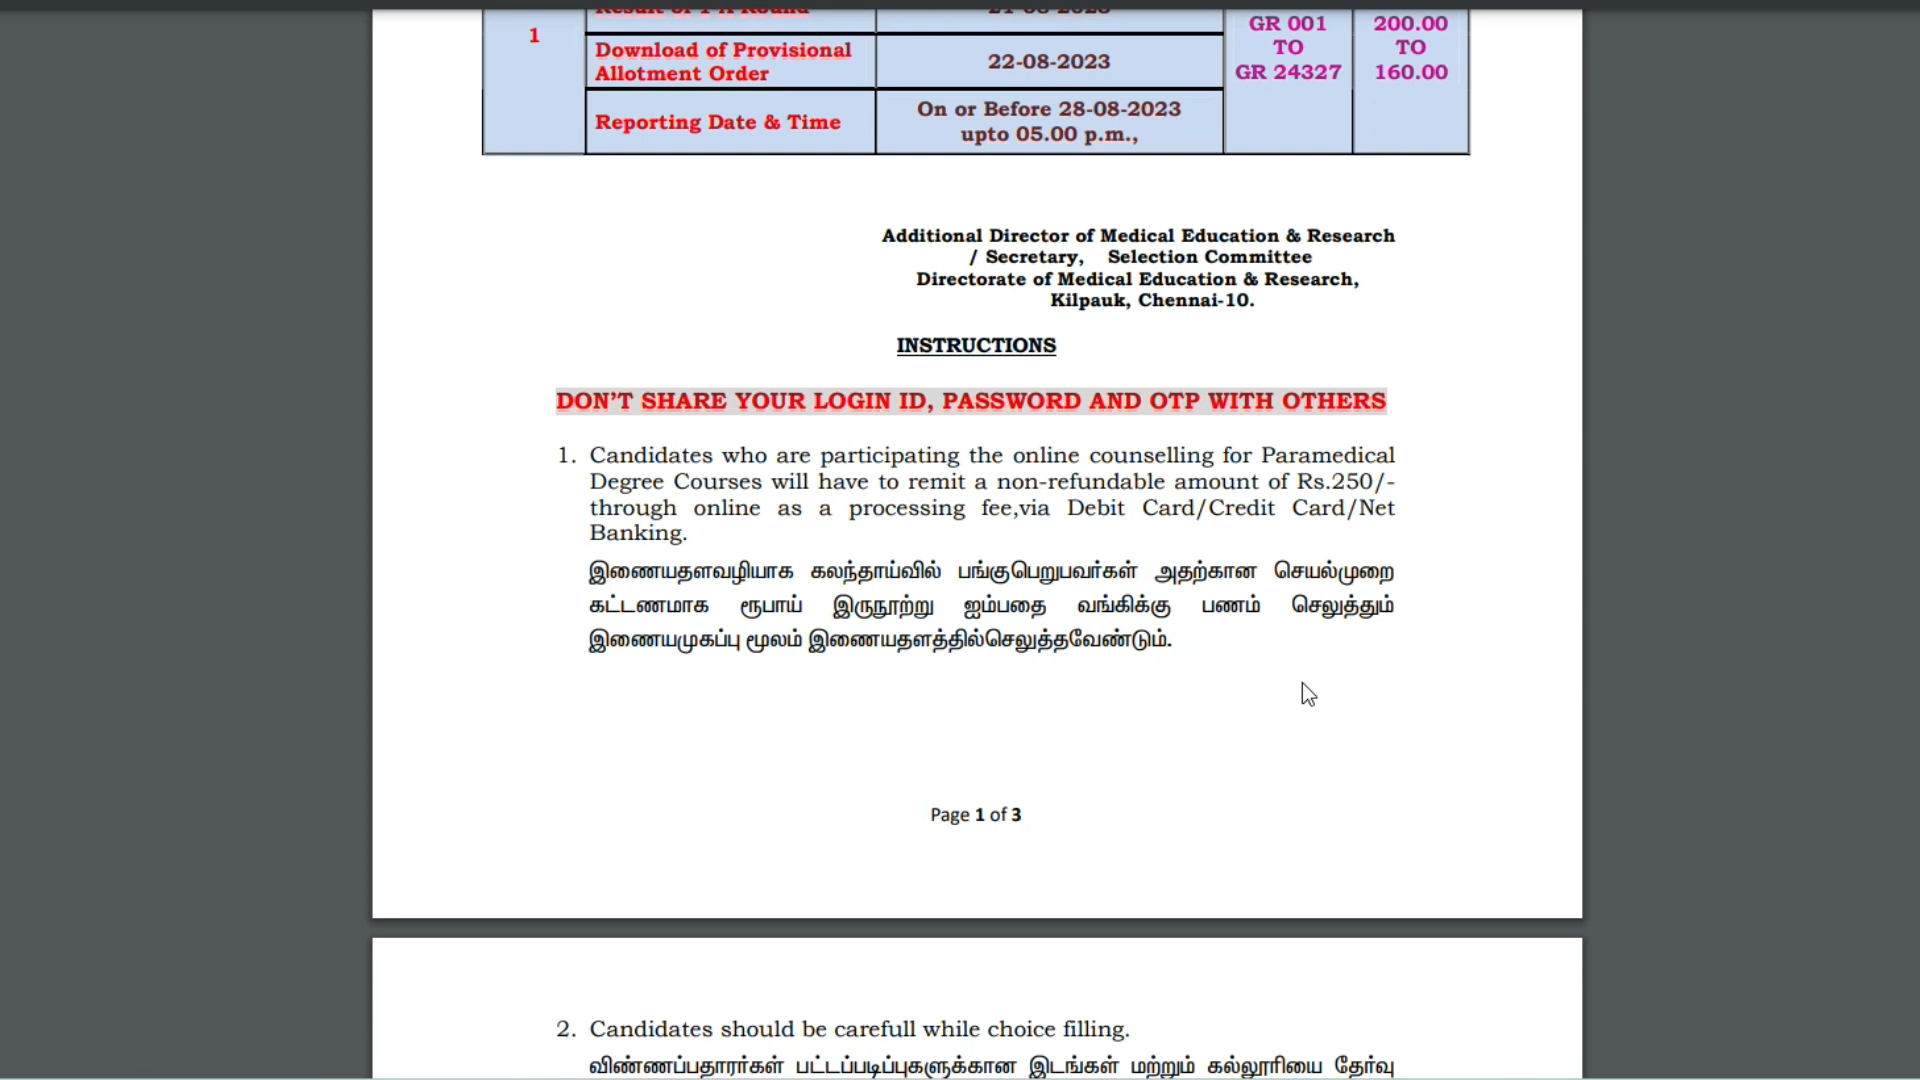 Result of 1-A Round 21-08-2023
1
GR 001
TO
GR 24327
200.00
TO
160.00
Download of Provisional
Allotment Order
22-08-2023
Reporting Date & Time
On or Before 28-08-2023
upto 05.00 p.m.,
Additional Director of Medical Education & Research
/ Secretary, Selection Committee
Directorate of Medical Education & Research,
Kilpauk, Chennai-10.
INSTRUCTIONS
DON'T SHARE YOUR LOGIN ID, PASSWORD AND OTP WITH OTHERS
1. Candidates who are participating the online counselling for Paramedical
Degree Courses will have to remit a non-refundable amount of Rs.250/-
through online as a processing fee,via Debit Card/Credit Card/Net
Banking.
இணையதளவழியாக கலந்தாய்வில் பங்குபெறுபவர்கள் அதற்கான செயல்முறை
கட்டணமாக ரூபாய் இருநூற்று ஐம்பதை வங்கிக்கு பணம் செலுத்தும்
இணையமுகப்பு மூலம் இணையதளத்தில்செலுத்தவேண்டும்.
Page 1 of 3
2. Candidates should be carefull while choice filling.
விண்ணப்பதாரர்கள் பட்டப்படிப்புகளுக்கான இடங்கள் மற்றும் கல்லூரியை தேர்வு